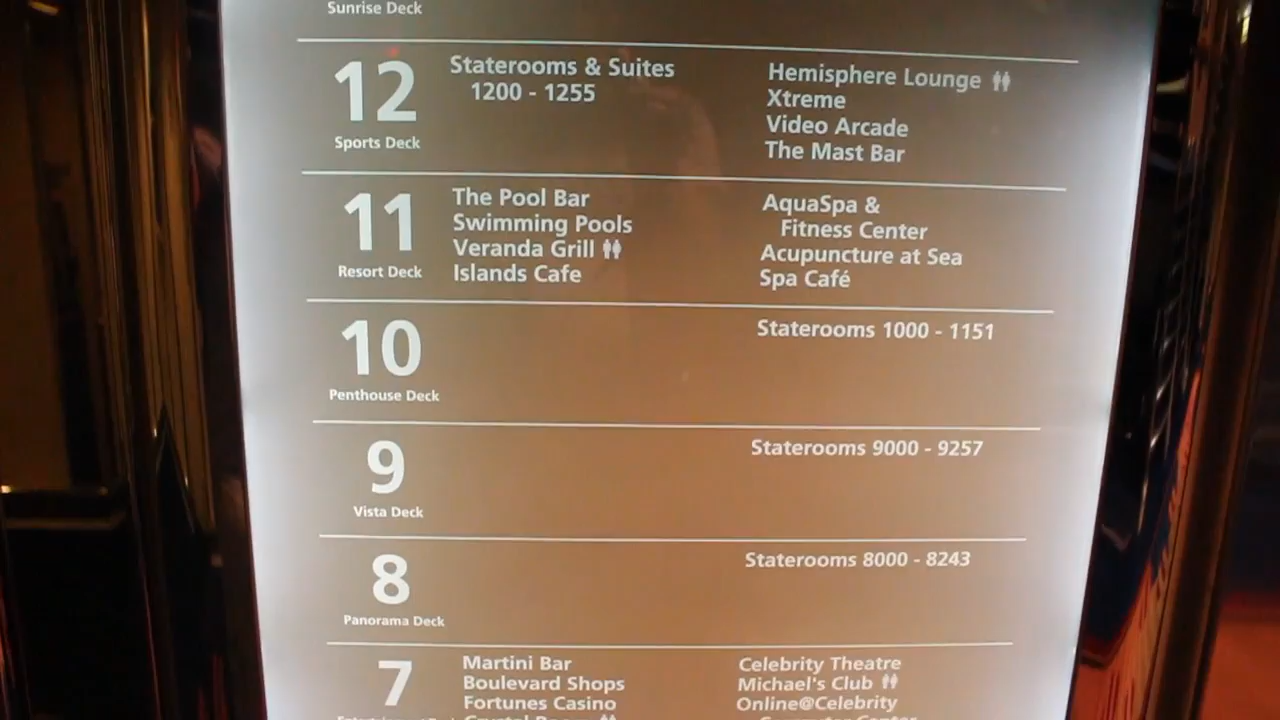 Sunrise Deck
12
Sports Deck
Staterooms & Suites
1200 - 1255
Hemisphere Lounge
Xtreme
Video Arcade
The Mast Bar
11
Resort Deck
The Pool Bar
Swimming Pools
Veranda Grill
Islands Cafe
AquaSpa &
Fitness Center
Acupuncture at Sea
Spa Café
10
Penthouse Deck
Staterooms 1000 - 1151
9
Vista Deck
Staterooms 9000 - 9257
8
Panorama Deck
Staterooms 8000 - 8243
7
Martini Bar
Boulevard Shops
Fortunes Casino
Celebrity Theatre
Michael's Club
Online@Celebrity